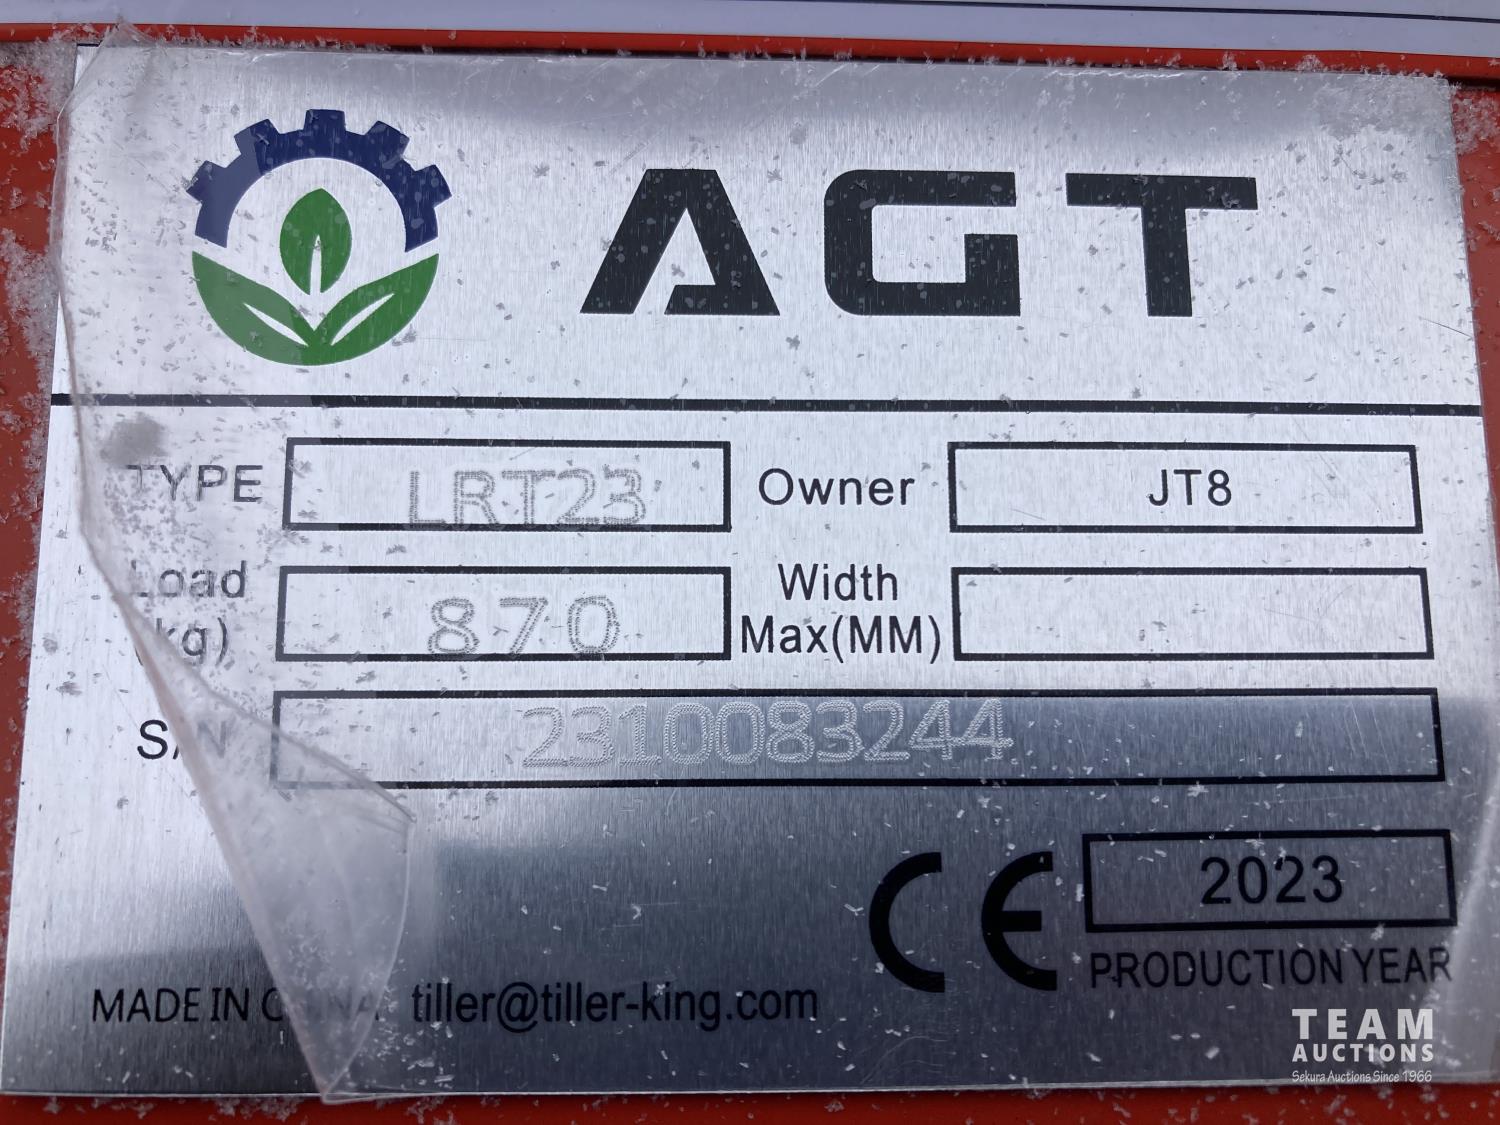 AGT
TYPE LRT23 Owner JT8
Load (kg) 870 Width Max(MM)
S/N 2310083244
CE 2023
PRODUCTION YEAR
MADE IN CHINA tiller@tiller-king.com
TEAM
AUCTIONS
Sekura Auctions Since 1966